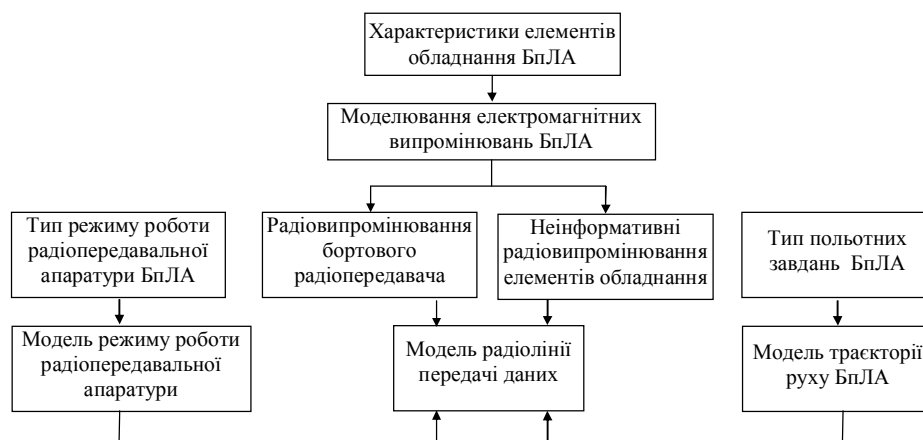 Характеристики елементів
обладнання БпЛА
Моделювання електромагнітних
випромінювань БпЛА
Тип режиму роботи
радіопередавальної
апаратури БпЛА
Радіовипромінювання
бортового
радіопередавача
Неінформативні
радіовипромінювання
елементів обладнання
Тип польотних
завдань БпЛА
Модель режиму роботи
радіопередавальної
апаратури
Модель радіолінії
передачі даних
Модель траєкторії
руху БпЛА